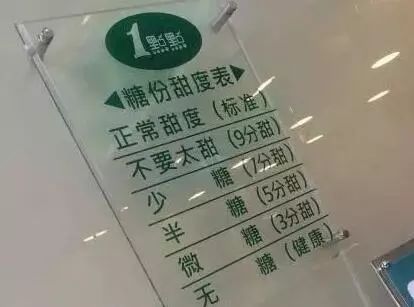 1點點
糖份甜度表
正常甜度（标准）
不要太甜（9分甜）
少 糖（7分甜）
半 糖（5分甜）
微 糖（3分甜）
无 糖（健康）